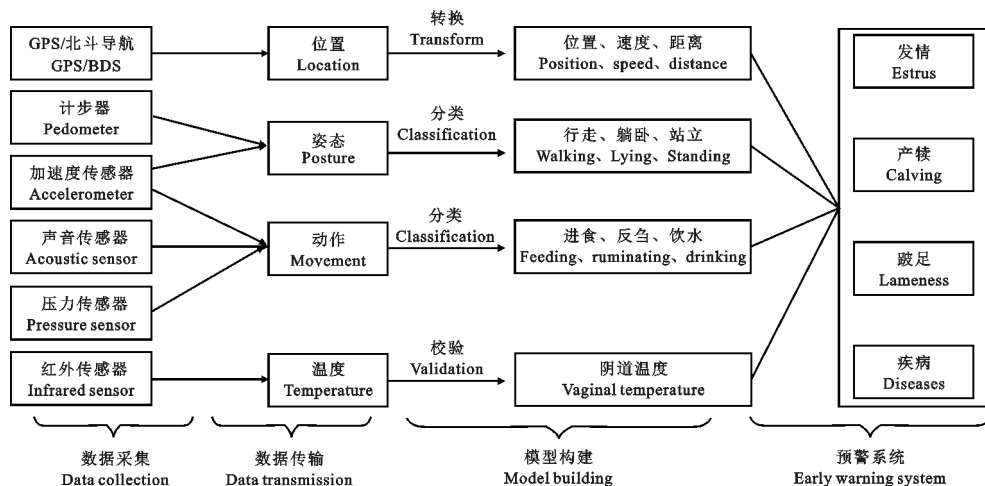 GPS/北斗导航
GPS/BDS
计步器
Pedometer
加速度传感器
Accelerometer
声音传感器
Acoustic sensor
压力传感器
Pressure sensor
红外传感器
Infrared sensor
数据采集
Data collection
位置
Location
姿态
Posture
动作
Movement
温度
Temperature
数据传输
Data transmission
转换
Transform
分类
Classification
分类
Classification
校验
Validation
位置、速度、距离
Position、speed、distance
行走、躺卧、站立
Walking、Lying、Standing
进食、反刍、饮水
Feeding、ruminating、drinking
阴道温度
Vaginal temperature
模型构建
Model building
发情
Estrus
产犊
Calving
跛足
Lameness
疾病
Diseases
预警系统
Early warning system